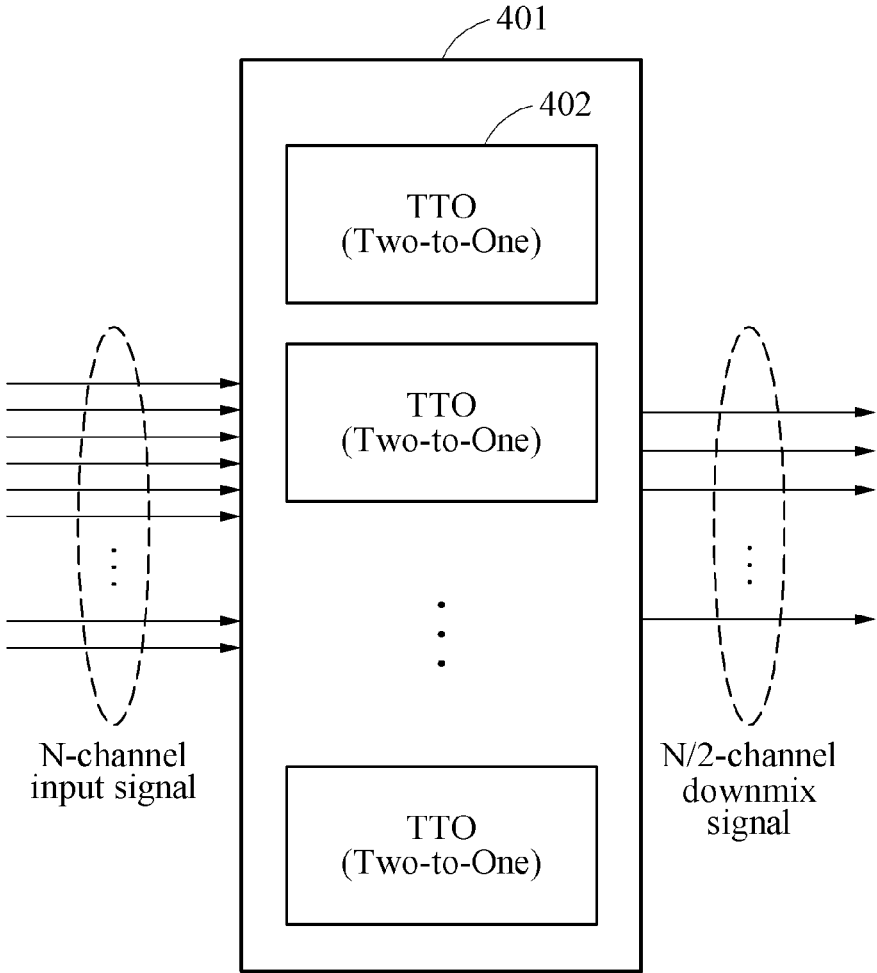 401
402
TTO
(Two-to-One)
TTO
(Two-to-One)
N-channel
input signal
N/2-channel
downmix
signal
TTO
(Two-to-One)